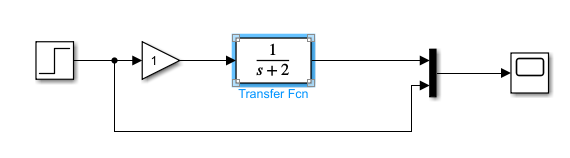 1
1
s + 2
Transfer Fcn